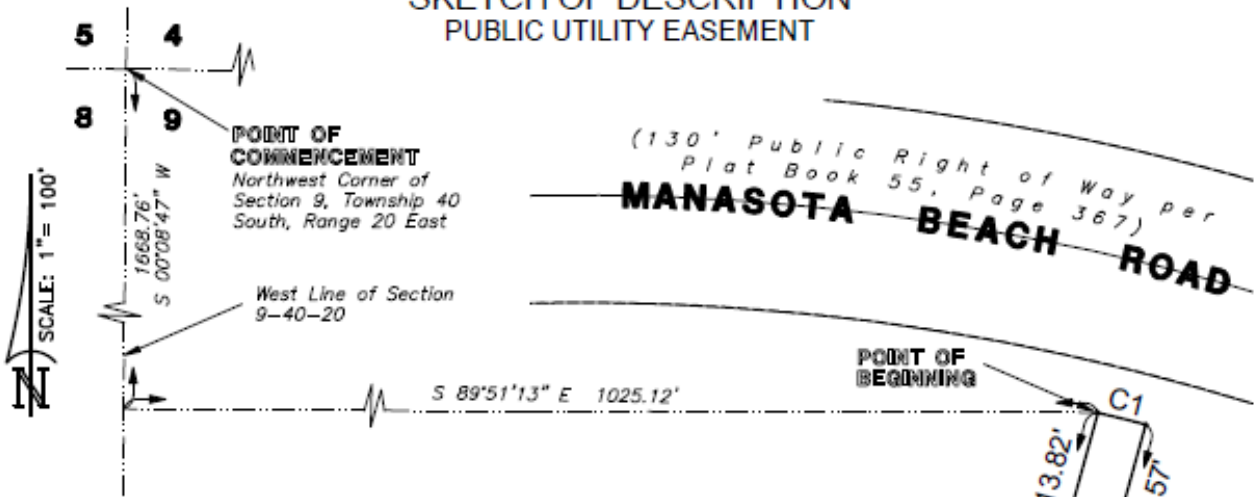 SKETCH OF DESCRIPTION
PUBLIC UTILITY EASEMENT
5 4
8 9
POINT OF
COMMENCEMENT
Northwest Corner of
Section 9, Township 40
South, Range 20 East
1668.76'
S 00°08'47" W
SCALE: 1"= 100'
N
West Line of Section
9-40-20
(130' Public Right of Way per
Plat Book 55, Page 367)
MANASOTA BEACH ROAD
POINT OF
BEGINNING
S 89°51'13" E 1025.12'
C1
13.82'
57'